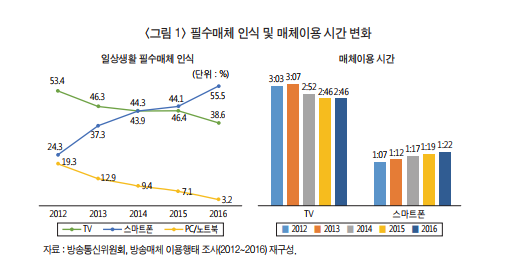 <그림 1> 필수매체 인식 및 매체이용 시간 변화
일상생활 필수매체 인식
(단위 : %)
53.4
46.3
44.3
44.1
55.5
24.3
37.3
43.9
46.4
38.6
19.3
12.9
9.4
7.1
3.2
2012 2013 2014 2015 2016
TV 스마트폰 PC/노트북
매체이용 시간
3:03 3:07 2:52 2:46 2:46
1:07 1:12 1:17 1:19 1:22
TV 스마트폰
2012 2013 2014 2015 2016
자료 : 방송통신위원회, 방송매체 이용행태 조사(2012~2016) 재구성.